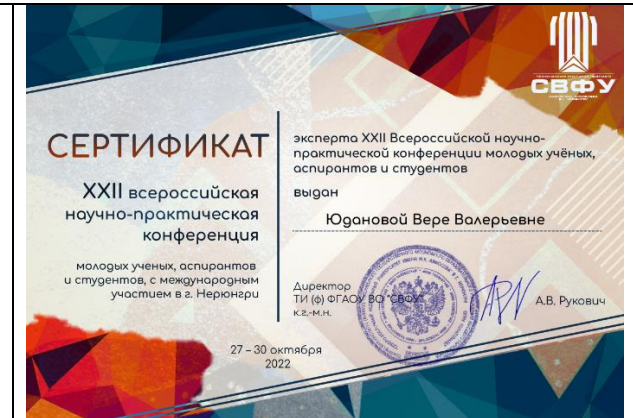 СВФУ
СЕРТИФИКАТ
XXII всероссийская
научно-практическая
конференция
молодых ученых, аспирантов
и студентов, с международным
участием в г. Нерюнгри
27 – 30 октября
2022
эксперта XXII Всероссийской научно-
практической конференции молодых учёных,
аспирантов и студентов
выдан
Юдановой Вере Валерьевне
Директор
ТИ (ф) ФГАОУ ВО "СВФУ"
к.г.-м.н.
А.В. Рукович